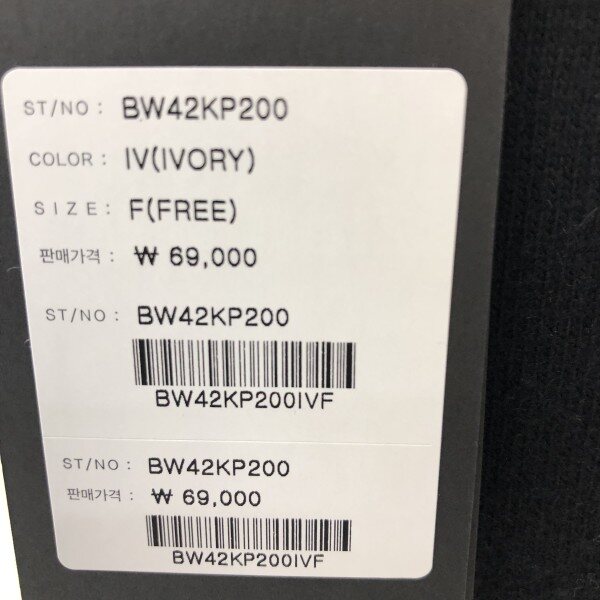 ST/NO : BW42KP200
COLOR : IV(IVORY)
SIZE : F(FREE)
판매가격 : ₩ 69,000
ST/NO : BW42KP200
BW42KP200IVF
ST/NO : BW42KP200
판매가격 : ₩ 69,000
BW42KP200IVF